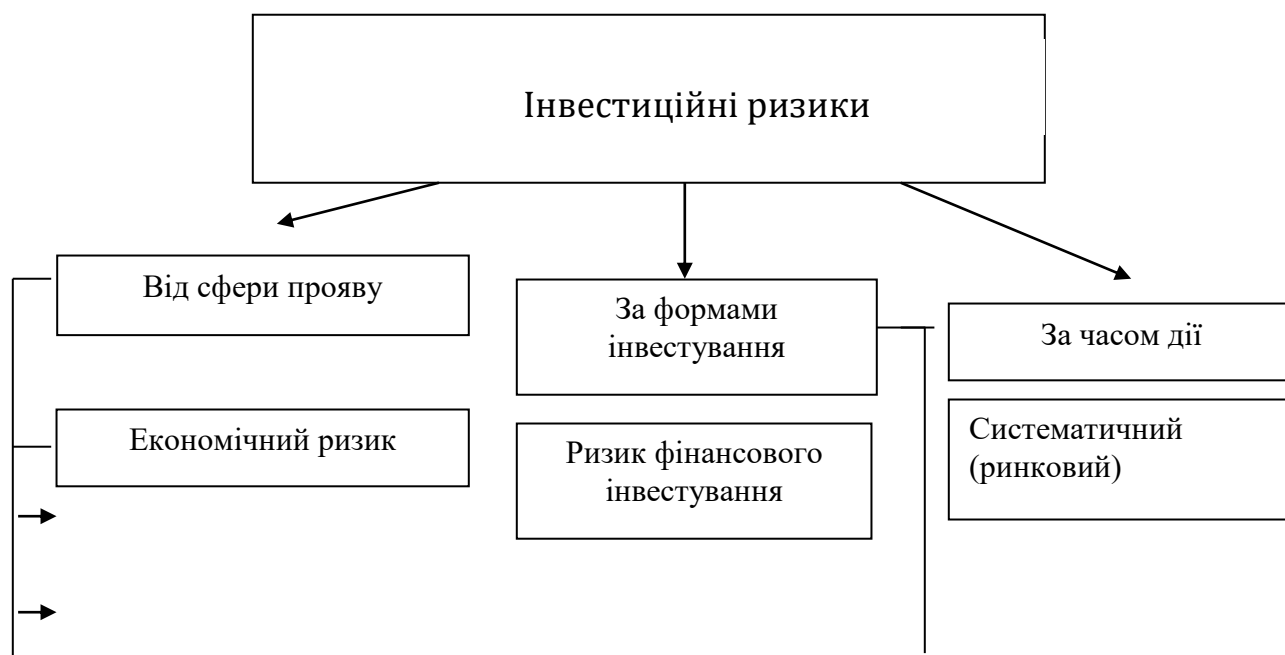 Інвестиційні ризики
Від сфери прояву
За формами
інвестування
За часом дії
Економічний ризик
Ризик фінансового
інвестування
Систематичний
(ринковий)